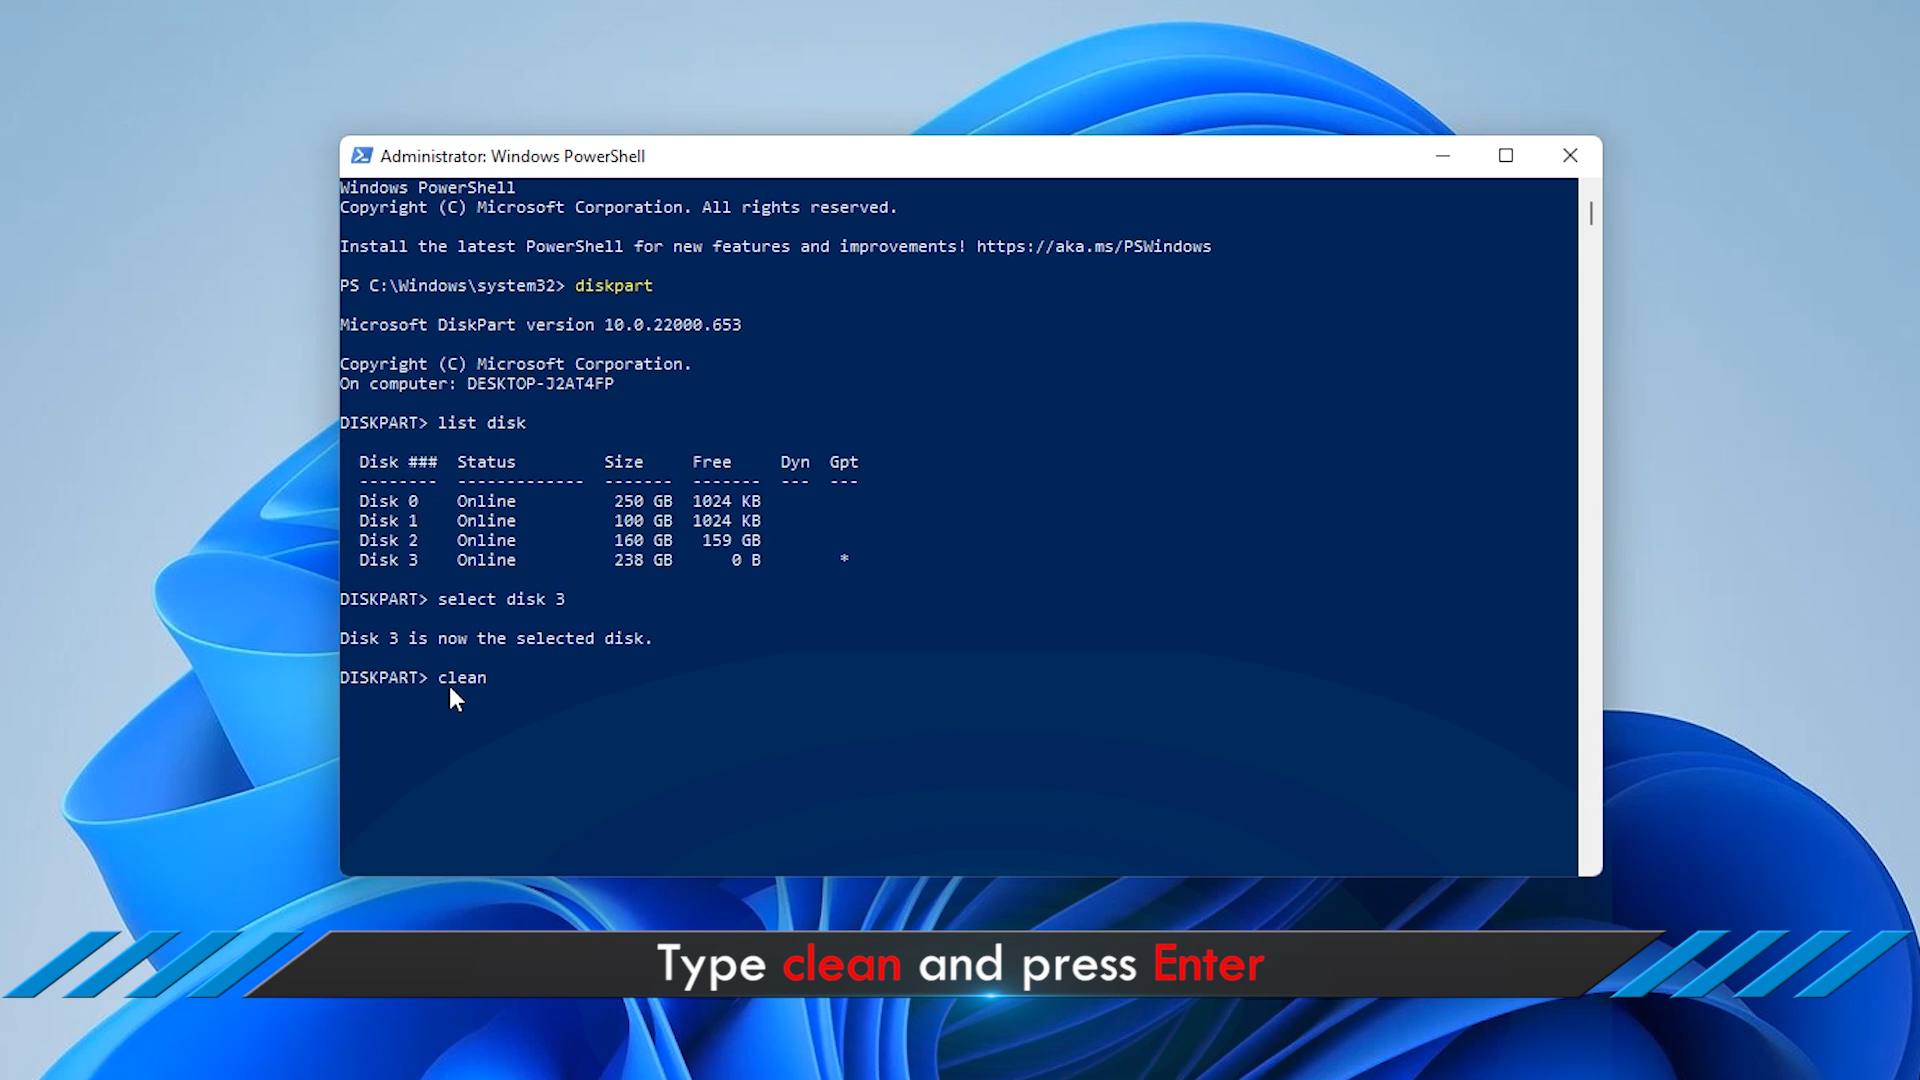 Administrator: Windows PowerShell
Windows PowerShell
Copyright (C) Microsoft Corporation. All rights reserved.
Install the latest PowerShell for new features and improvements! https://aka.ms/PSWindows
PS C:\Windows\system32> diskpart
Microsoft DiskPart version 10.0.22000.653
Copyright (C) Microsoft Corporation.
On computer: DESKTOP-J2AT4FP
DISKPART> list disk
Disk ###  Status         Size     Free     Dyn  Gpt
--------  -------------  -------  -------  ---  ---
Disk 0    Online          250 GB  1024 KB
Disk 1    Online          100 GB  1024 KB
Disk 2    Online          160 GB   159 GB
Disk 3    Online          238 GB      0 B        *
DISKPART> select disk 3
Disk 3 is now the selected disk.
DISKPART> clean
Type clean and press Enter